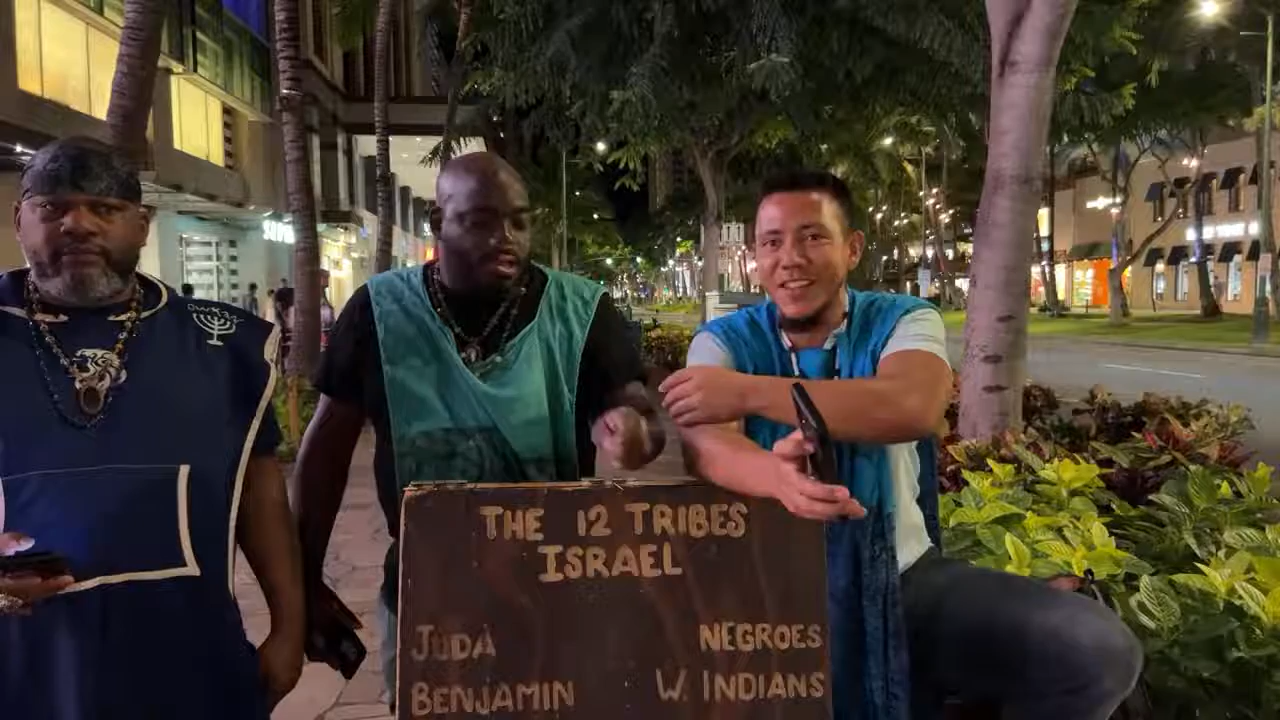 THE 12 TRIBES
ISRAEL
JUDA NEGROES
BENJAMIN W. INDIANS